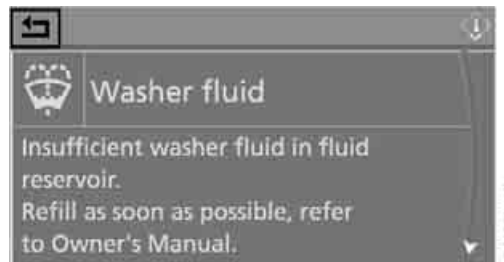 Washer fluid
Insufficient washer fluid in fluid
reservoir.
Refill as soon as possible, refer
to Owner's Manual.